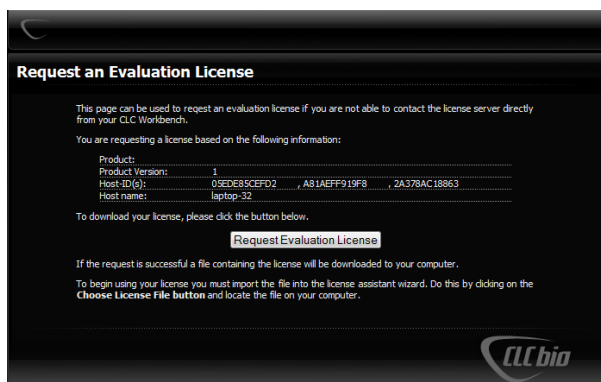 Request an Evaluation License
This page can be used to reqest an evaluation license if you are not able to contact the license server directly
from your CLC Workbench.
You are requesting a license based on the following information:
Product:
Product Version: 1
Host-ID(s): 05EDE85CEFD2 , A81AEFF919F8 , 2A378AC18863
Host name: laptop-32
To download your license, please click the button below.
Request Evaluation License
If the request is successful a file containing the license will be downloaded to your computer.
To begin using your license you must import the file into the license assistant wizard. Do this by clicking on the
Choose License File button and locate the file on your computer.
CLC bio